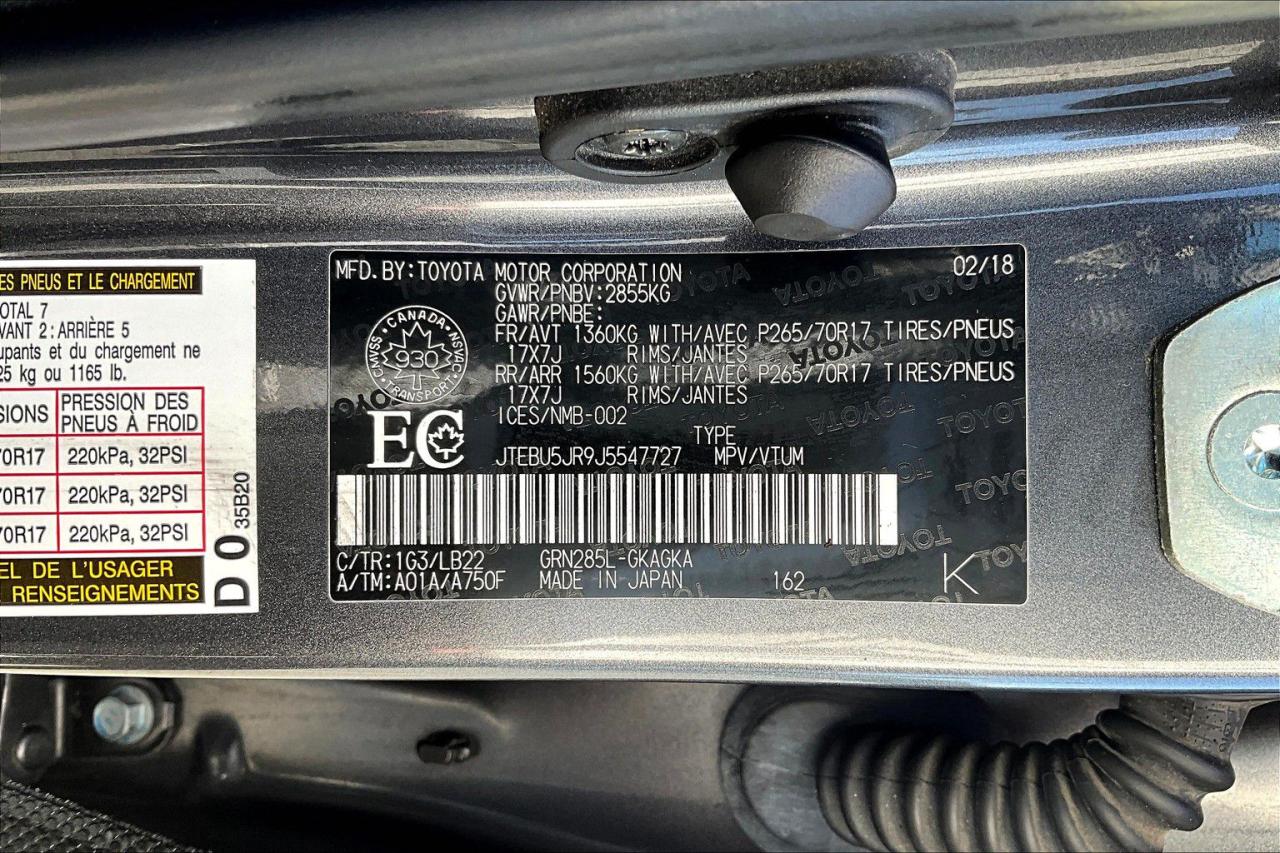 ES PNEUS ET LE CHARGEMENT
OTAL 7
VANT 2: ARRIÈRE 5
upants et du chargement ne
25 kg ou 1165 lb.
SIONS PRESSION DES
PNEUS À FROID
70R17 220kPa, 32PSI
70R17 220kPa, 32PSI
70R17 220kPa, 32PSI
EL DE L'USAGER
RENSEIGNEMENTS
D 0 35B20
MFD.BY:TOYOTA MOTOR CORPORATION 02/18
GVWR/PNBV:2855KG
GAWR/PNBE:
FR/AVT 1360KG WITH/AVEC P265/70R17 TIRES/PNEUS
17X7J RIMS/JANTES
RR/ARR 1560KG WITH/AVEC P265/70R17 TIRES/PNEUS
17X7J RIMS/JANTES
ICES/NMB-002
CANADA
CMVSS 930 NSVAC
TRANSPORT
EC
TYPE
JTEBU5JR9J5547727 MPV/VTUM
C/TR:1G3/LB22 GRN285L-GKAGKA
A/TM:A01A/A750F MADE IN JAPAN 162 K
TOYOTA